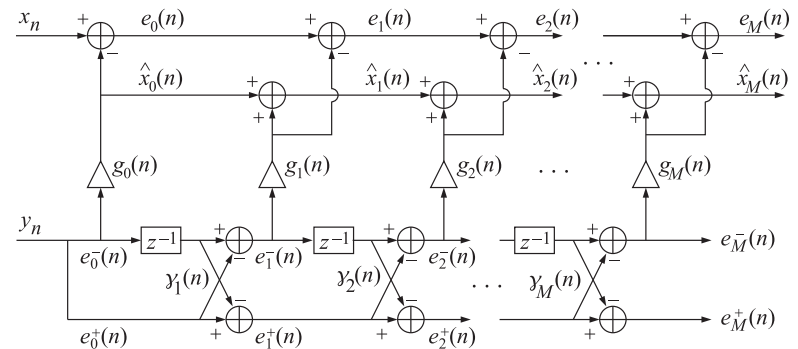 x_n + e_0(n) + e_1(n) + e_2(n) + e_M(n)
− − − −
. . .
x̂_0(n) + x̂_1(n) + x̂_2(n) + x̂_M(n)
+ + +
g_0(n) g_1(n) g_2(n) . . . g_M(n)
y_n e_0^−(n) z^{−1} + − e_1^−(n) z^{−1} + − e_2^−(n) z^{−1} + − e_M^−(n)
γ_1(n) γ_2(n) . . . γ_M(n)
− − −
e_0^+(n) + e_1^+(n) + e_2^+(n) + e_M^+(n)